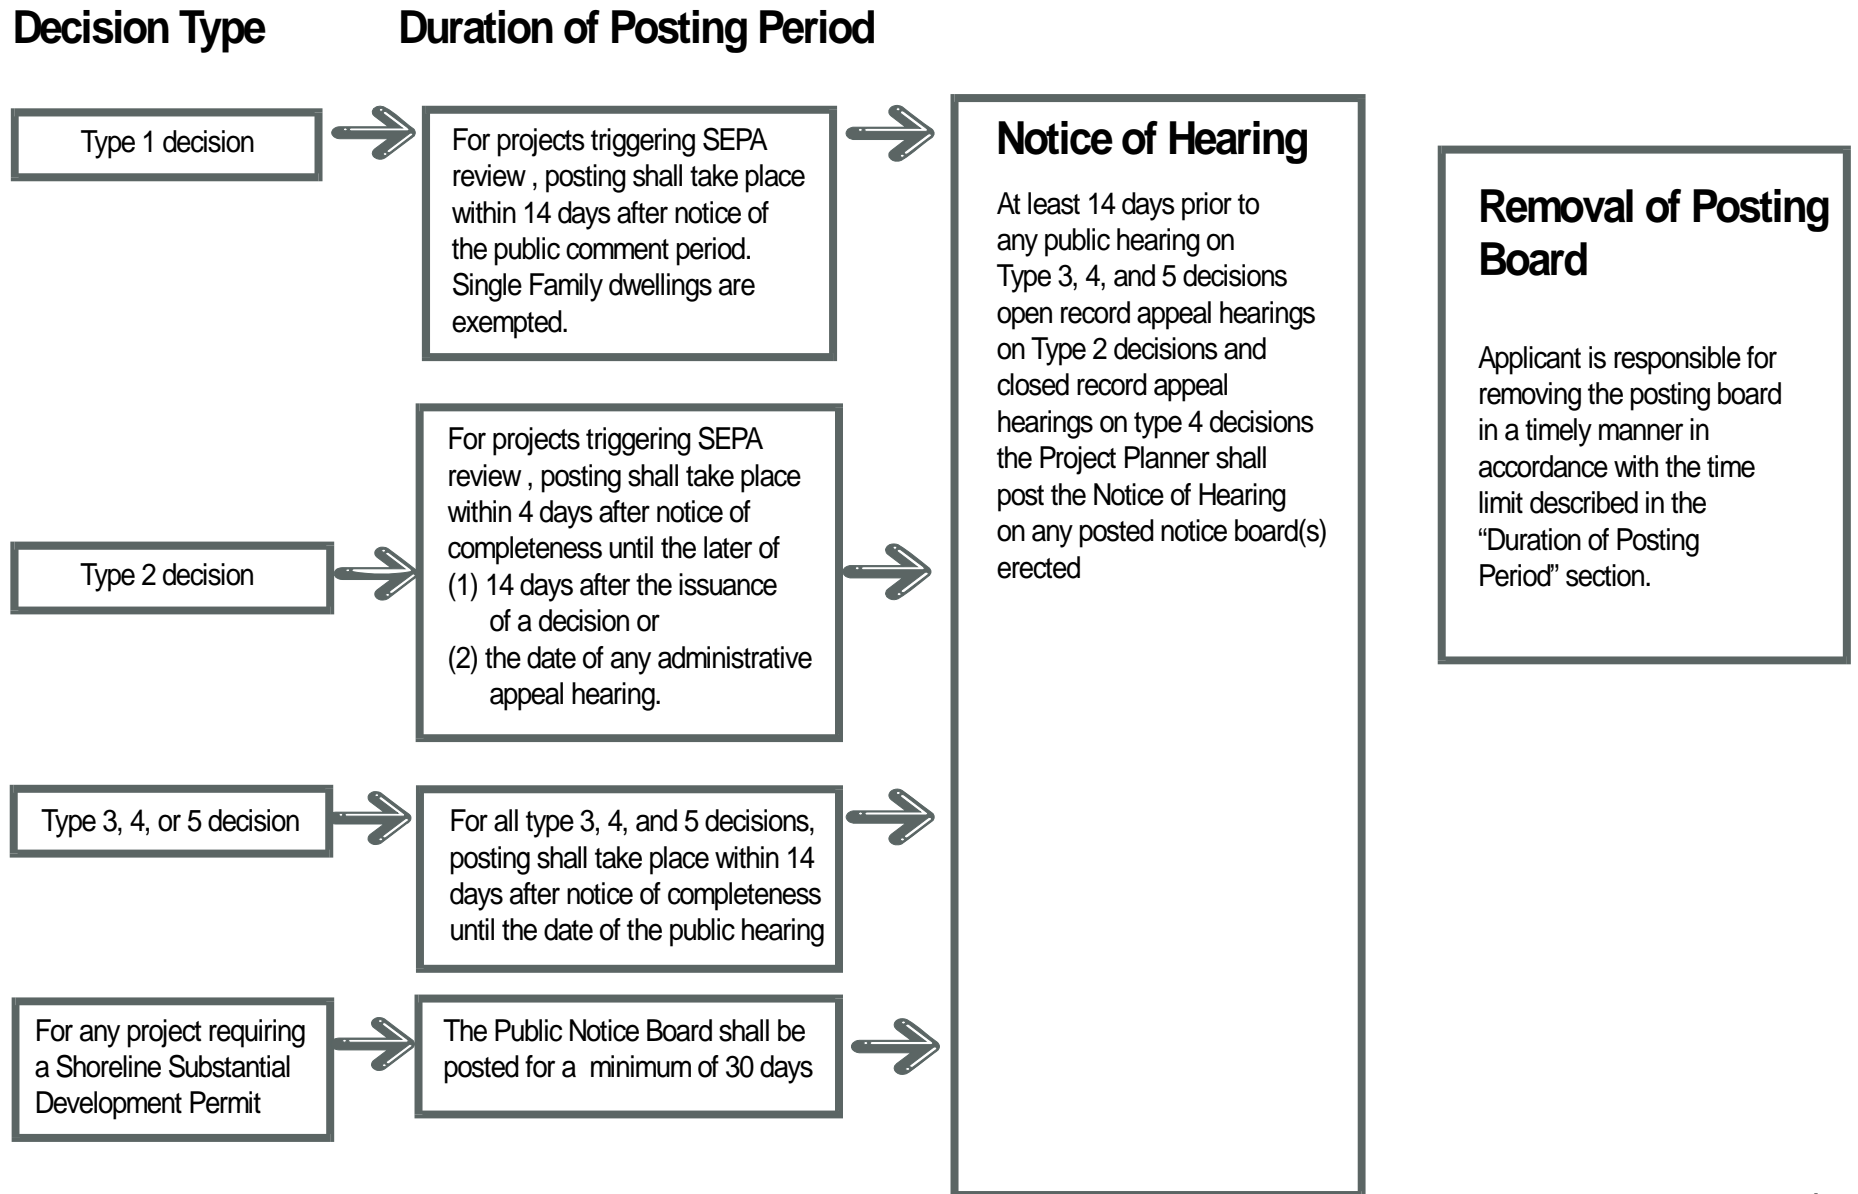 Decision Type
Duration of Posting Period
Type 1 decision
For projects triggering SEPA
review , posting shall take place
within 14 days after notice of
the public comment period.
Single Family dwellings are
exempted.
Type 2 decision
For projects triggering SEPA
review , posting shall take place
within 4 days after notice of
completeness until the later of
(1) 14 days after the issuance
of a decision or
(2) the date of any administrative
appeal hearing.
Type 3, 4, or 5 decision
For all type 3, 4, and 5 decisions,
posting shall take place within 14
days after notice of completeness
until the date of the public hearing
For any project requiring
a Shoreline Substantial
Development Permit
The Public Notice Board shall be
posted for a minimum of 30 days
Notice of Hearing
At least 14 days prior to
any public hearing on
Type 3, 4, and 5 decisions
open record appeal hearings
on Type 2 decisions and
closed record appeal
hearings on type 4 decisions
the Project Planner shall
post the Notice of Hearing
on any posted notice board(s)
erected
Removal of Posting
Board
Applicant is responsible for
removing the posting board
in a timely manner in
accordance with the time
limit described in the
“Duration of Posting
Period” section.